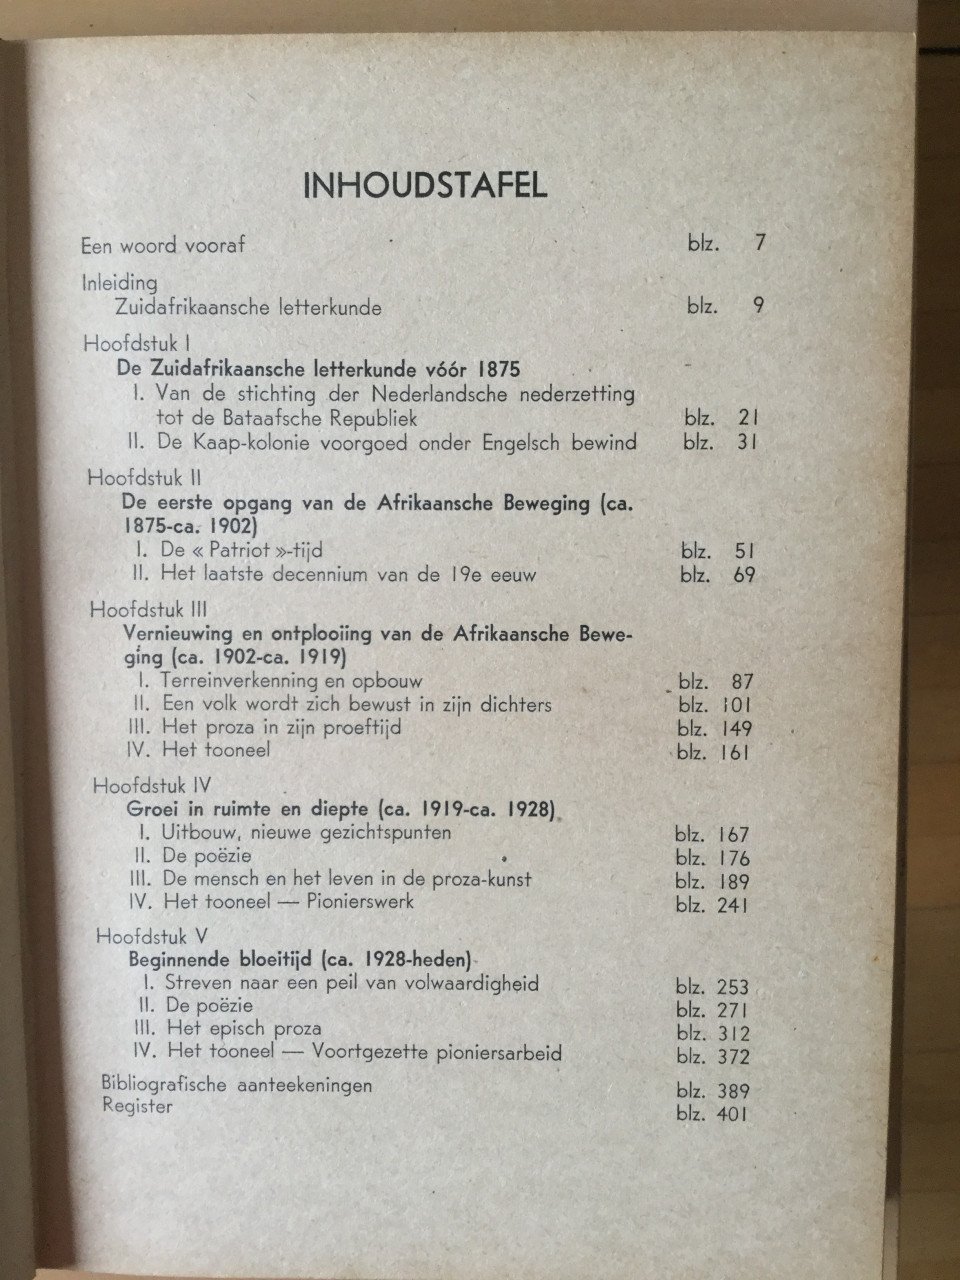 INHOUDSTAFEL
Een woord vooraf blz. 7
Inleiding
Zuidafrikaansche letterkunde blz. 9
Hoofdstuk I
De Zuidafrikaansche letterkunde vóór 1875
I. Van de stichting der Nederlandsche nederzetting
tot de Bataafsche Republiek blz. 21
II. De Kaap-kolonie voorgoed onder Engelsch bewind blz. 31
Hoofdstuk II
De eerste opgang van de Afrikaansche Beweging (ca.
1875-ca. 1902)
I. De « Patriot »-tijd blz. 51
II. Het laatste decennium van de 19e eeuw blz. 69
Hoofdstuk III
Vernieuwing en ontplooiing van de Afrikaansche Bewe-
ging (ca. 1902-ca. 1919)
I. Terreinverkenning en opbouw blz. 87
II. Een volk wordt zich bewust in zijn dichters blz. 101
III. Het proza in zijn proeftijd blz. 149
IV. Het tooneel blz. 161
Hoofdstuk IV
Groei in ruimte en diepte (ca. 1919-ca. 1928)
I. Uitbouw, nieuwe gezichtspunten blz. 167
II. De poëzie blz. 176
III. De mensch en het leven in de proza-kunst blz. 189
IV. Het tooneel — Pionierswerk blz. 241
Hoofdstuk V
Beginnende bloeitijd (ca. 1928-heden)
I. Streven naar een peil van volwaardigheid blz. 253
II. De poëzie blz. 271
III. Het episch proza blz. 312
IV. Het tooneel — Voortgezette pioniersarbeid blz. 372
Bibliografische aanteekeningen blz. 389
Register blz. 401